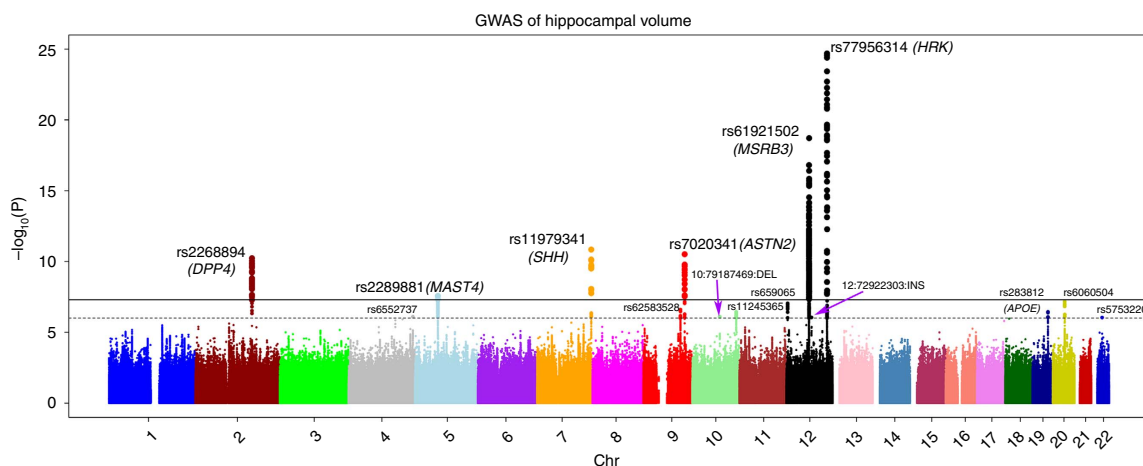 GWAS of hippocampal volume
25
rs77956314 (HRK)
20
rs61921502
(MSRB3)
15
−log10(P)
rs2268894
(DPP4)
rs11979341
(SHH)
rs7020341(ASTN2)
10
rs2289881(MAST4)
10:79187469:DEL
rs659065
12:72922303:INS
rs283812
rs6060504
rs6552737
rs62583528
rs11245365
(APOE)
rs5753220
5
0
1 2 3 4 5 6 7 8 9 10 11 12 13 14 15 16 17 18 19 20 21 22
Chr